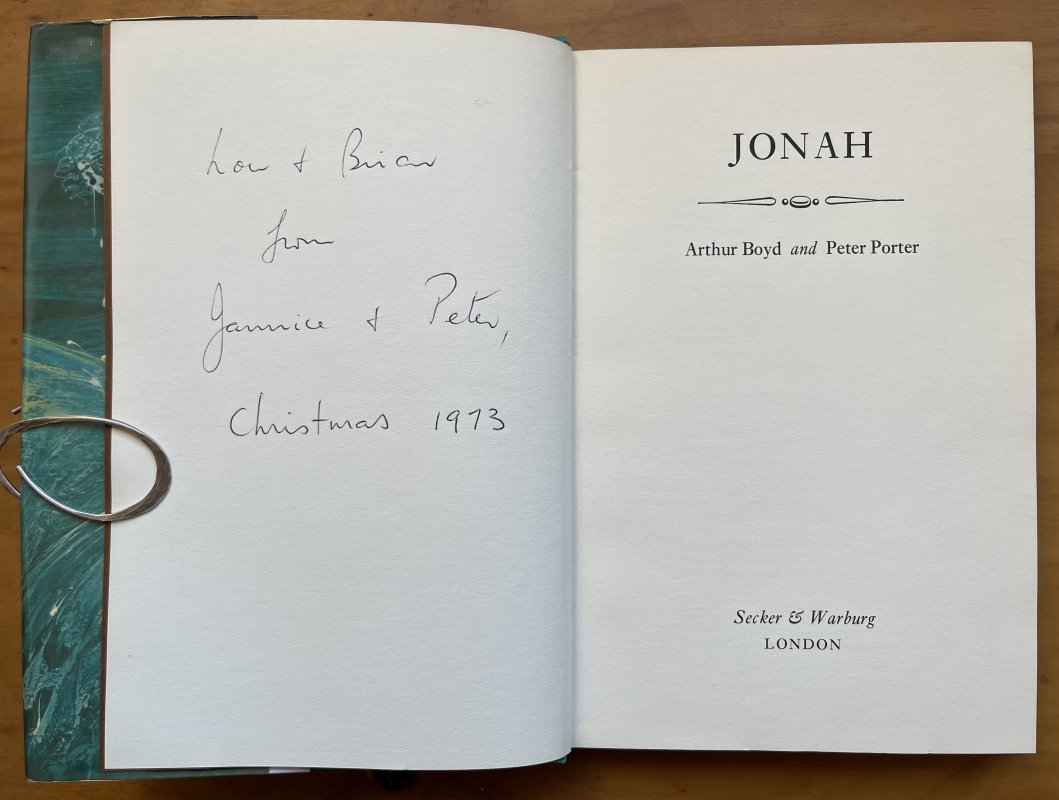 Lou + Brian
from
Jannice + Peter,
Christmas 1973
JONAH
Arthur Boyd and Peter Porter
Secker & Warburg
LONDON